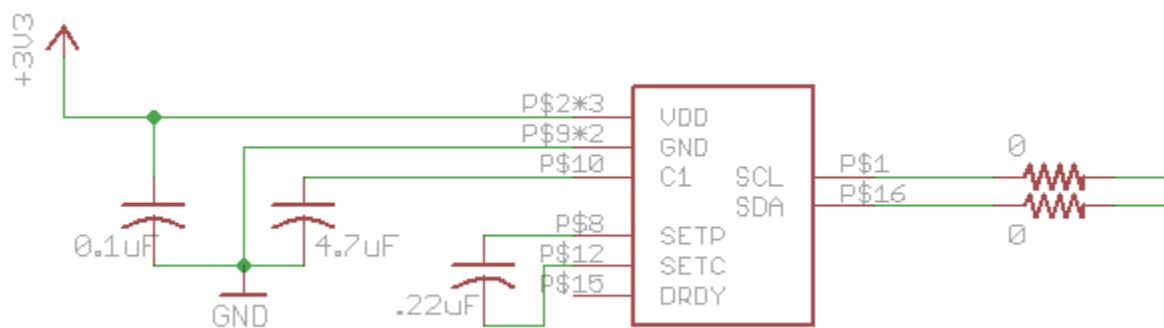 +3V3
P$2*3
VDD
P$9*2
GND
P$10
C1
SCL
P$1
0
SDA
P$16
0
0.1uF
4.7uF
P$8
SETP
P$12
SETC
P$15
DRDY
.22uF
GND